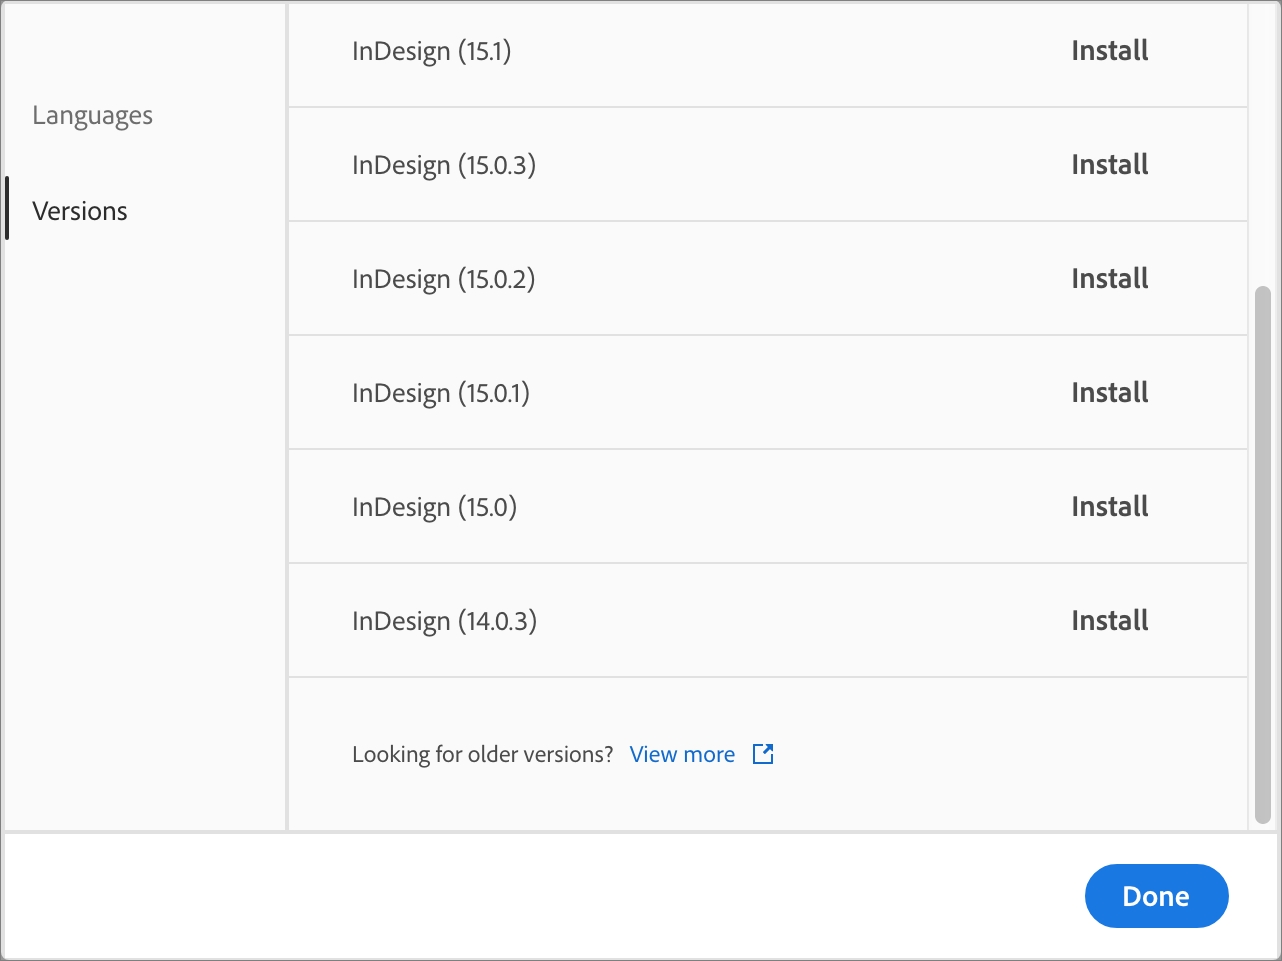 Languages
Versions
InDesign (15.1) Install
InDesign (15.0.3) Install
InDesign (15.0.2) Install
InDesign (15.0.1) Install
InDesign (15.0) Install
InDesign (14.0.3) Install
Looking for older versions? View more
Done